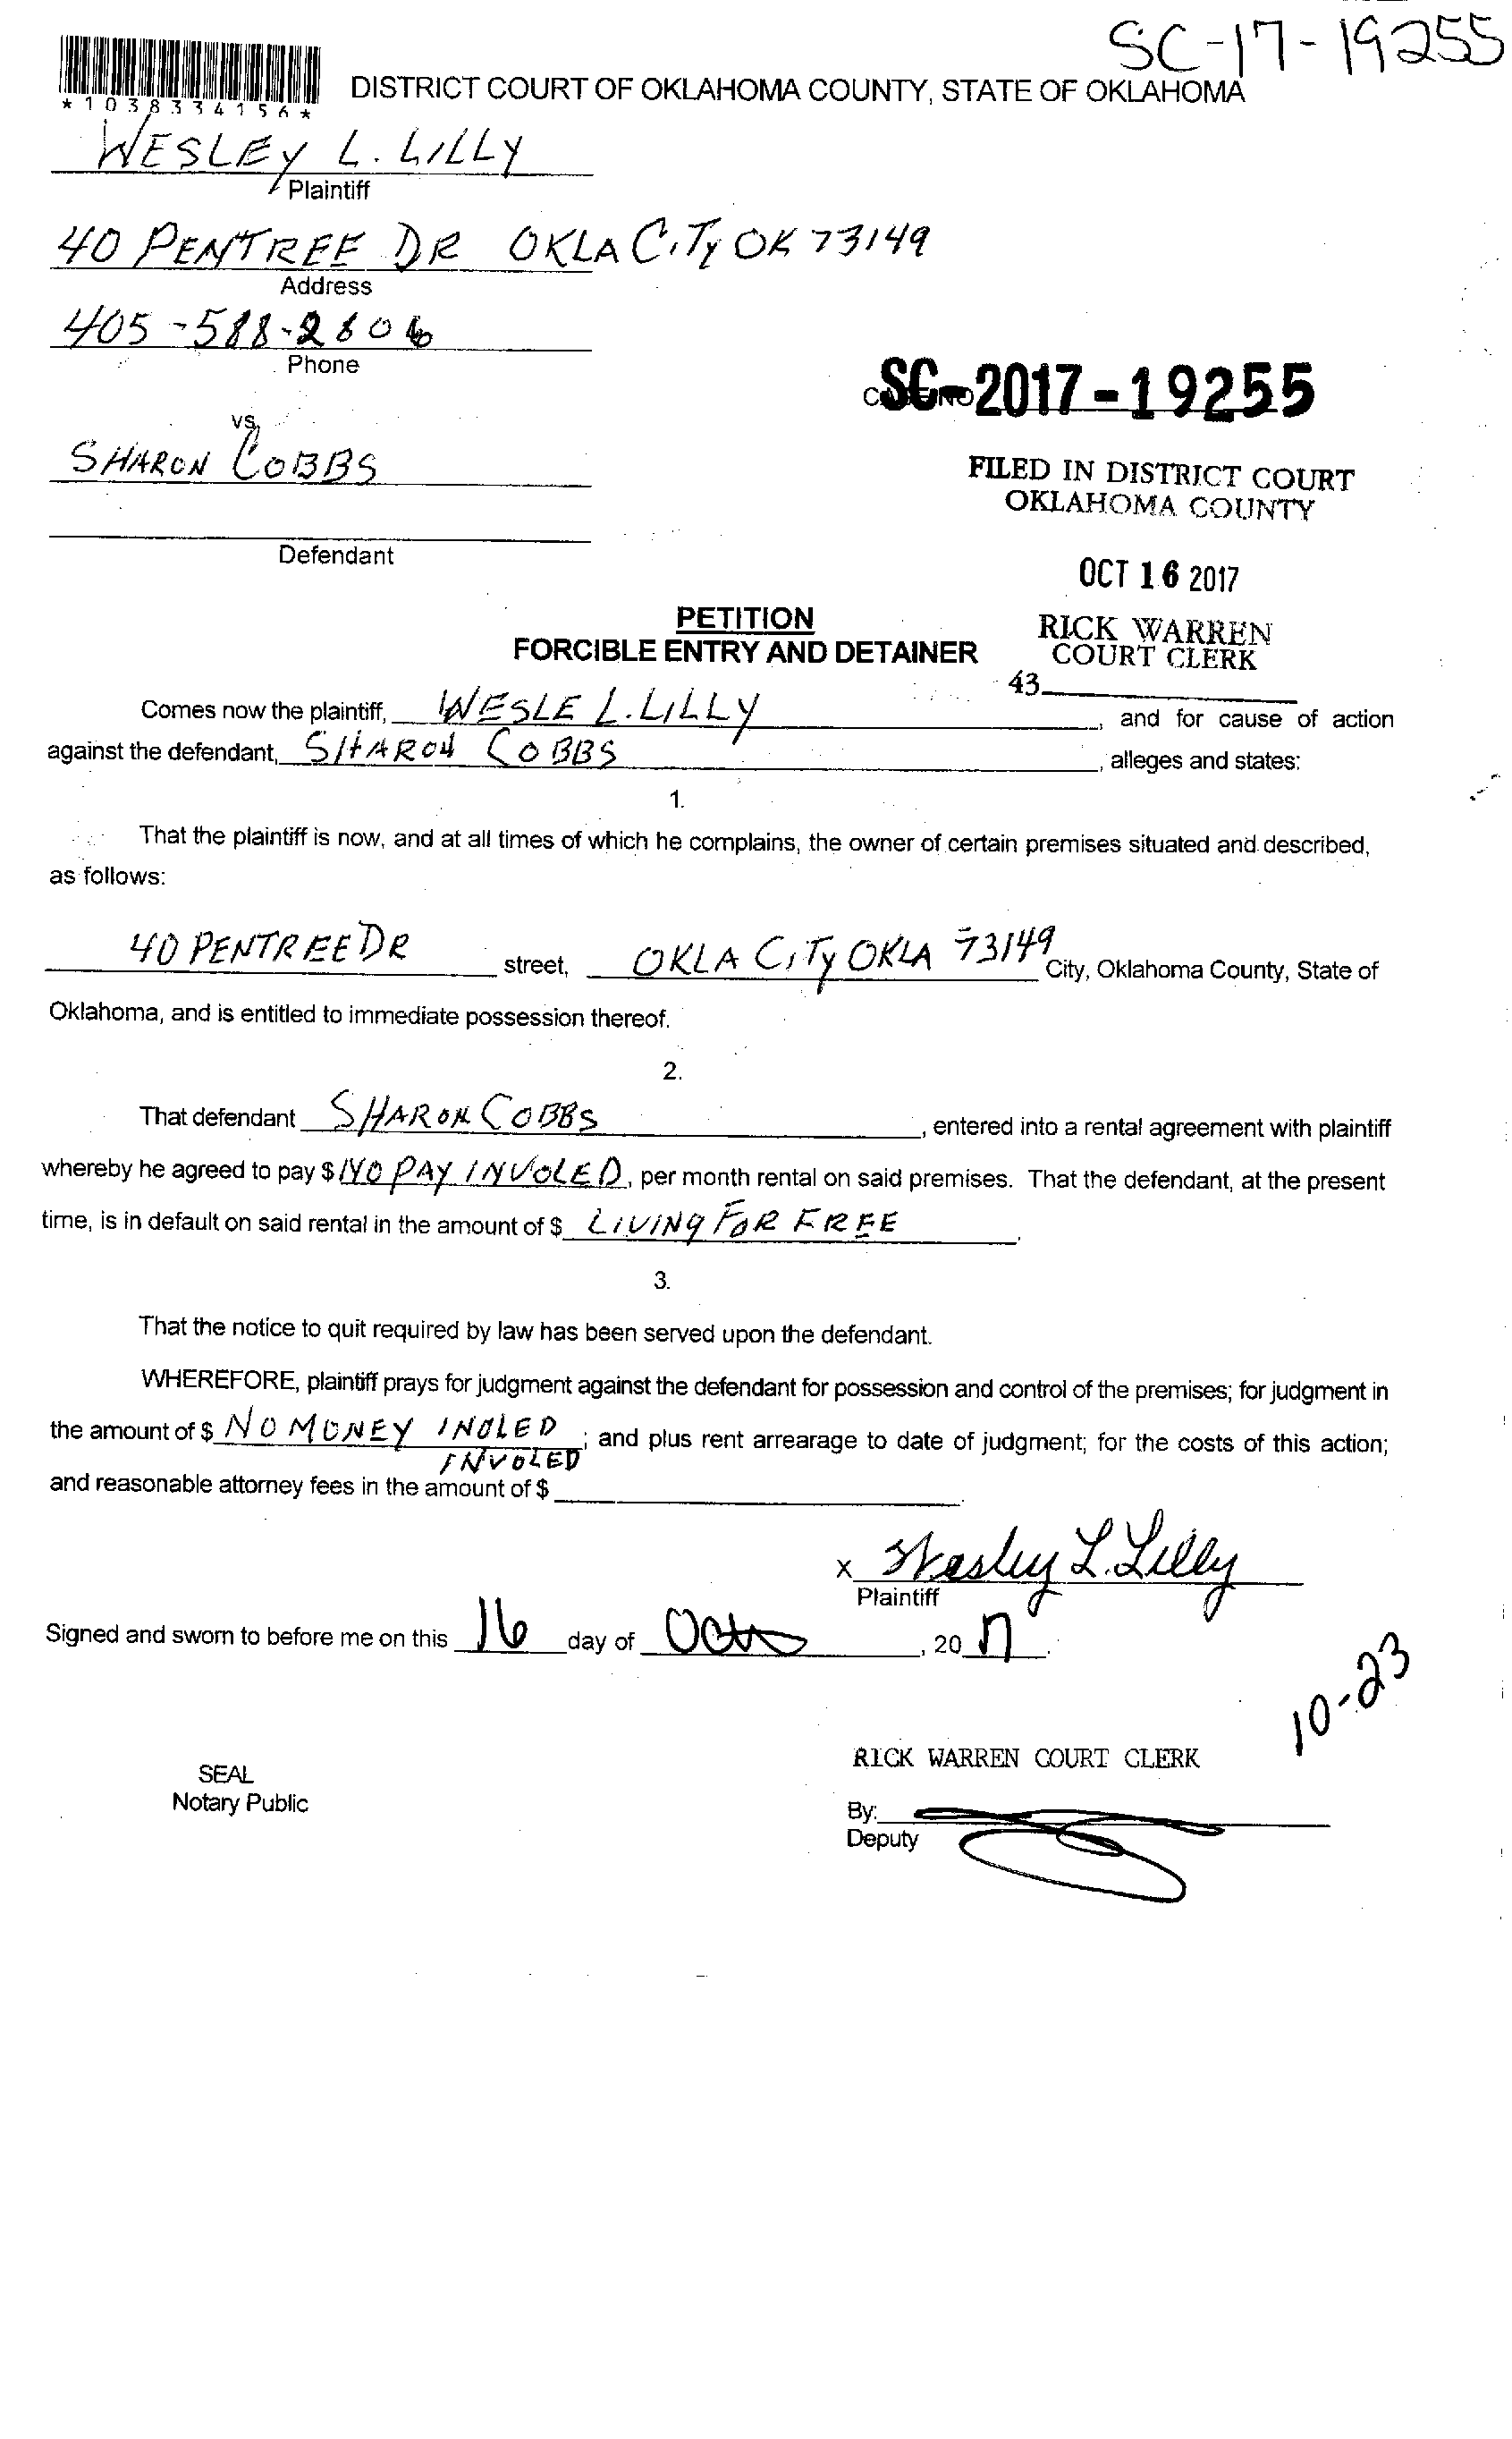 SC-17-19255
*1038334156*
DISTRICT COURT OF OKLAHOMA COUNTY, STATE OF OKLAHOMA
WESLEY L. LILLY
Plaintiff
40 PENTREE DR OKLA CITY OK 73149
Address
405-588-2806
Phone
SC-2017-19255
vs.
SHARON COBBS
FILED IN DISTRICT COURT
OKLAHOMA COUNTY
Defendant
OCT 16 2017
PETITION
FORCIBLE ENTRY AND DETAINER
RICK WARREN
COURT CLERK
43
Comes now the plaintiff, WESLE L. LILLY, and for cause of action
against the defendant, SHARON COBBS, alleges and states:
1.
That the plaintiff is now, and at all times of which he complains, the owner of certain premises situated and described,
as follows:
40 PENTREE DR street, OKLA CITY OKLA 73149 City, Oklahoma County, State of
Oklahoma, and is entitled to immediate possession thereof.
2.
That defendant SHARON COBBS, entered into a rental agreement with plaintiff
whereby he agreed to pay $ NO PAY INVOLED, per month rental on said premises. That the defendant, at the present
time, is in default on said rental in the amount of $ LIVING FOR FREE.
3.
That the notice to quit required by law has been served upon the defendant.
WHEREFORE, plaintiff prays for judgment against the defendant for possession and control of the premises; for judgment in
the amount of $ NO MONEY INOLED; and plus rent arrearage to date of judgment; for the costs of this action;
INVOLED
and reasonable attorney fees in the amount of $
x Wesley L. Lilly
Plaintiff
Signed and sworn to before me on this 16 day of Oct, 2017.
10-23
RICK WARREN COURT CLERK
SEAL
Notary Public
By:
Deputy